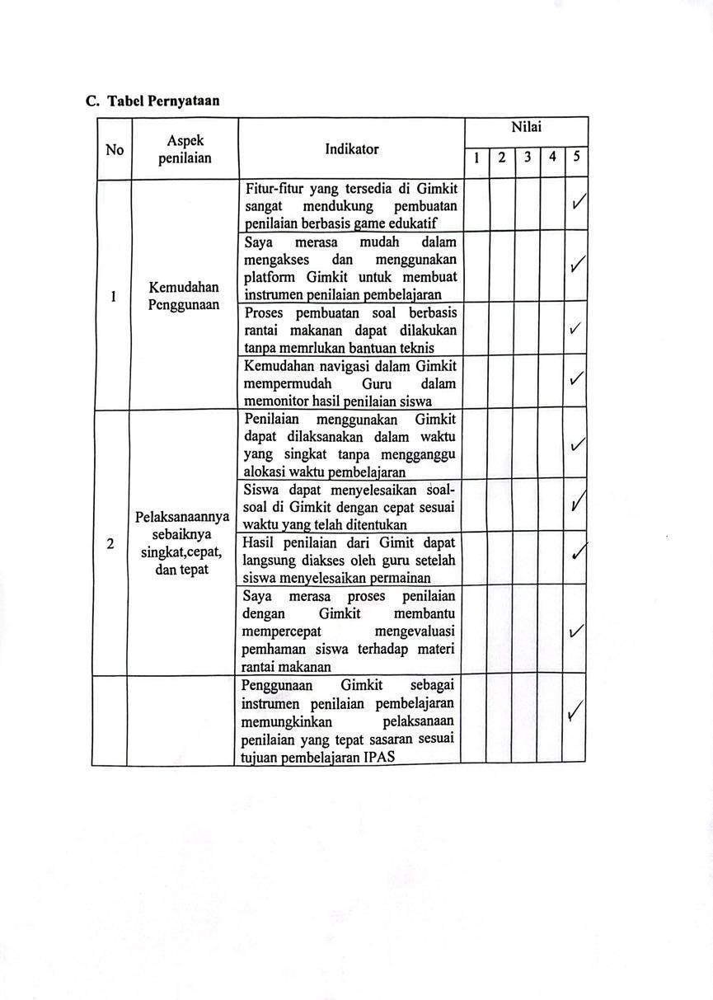 C. Tabel Pernyataan
No
Aspek
penilaian
Indikator
Nilai
1 2 3 4 5
1
Kemudahan
Penggunaan
Fitur-fitur yang tersedia di Gimkit
sangat mendukung pembuatan
penilaian berbasis game edukatif
✓
Saya merasa mudah dalam
mengakses dan menggunakan
platform Gimkit untuk membuat
instrumen penilaian pembelajaran
✓
Proses pembuatan soal berbasis
rantai makanan dapat dilakukan
tanpa memrlukan bantuan teknis
✓
Kemudahan navigasi dalam Gimkit
mempermudah Guru dalam
memonitor hasil penilaian siswa
✓
2
Pelaksanaannya
sebaiknya
singkat,cepat,
dan tepat
Penilaian menggunakan Gimkit
dapat dilaksanakan dalam waktu
yang singkat tanpa mengganggu
alokasi waktu pembelajaran
✓
Siswa dapat menyelesaikan soal-
soal di Gimkit dengan cepat sesuai
waktu yang telah ditentukan
✓
Hasil penilaian dari Gimit dapat
langsung diakses oleh guru setelah
siswa menyelesaikan permainan
✓
Saya merasa proses penilaian
dengan Gimkit membantu
mempercepat mengevaluasi
pemhaman siswa terhadap materi
rantai makanan
✓
Penggunaan Gimkit sebagai
instrumen penilaian pembelajaran
memungkinkan pelaksanaan
penilaian yang tepat sasaran sesuai
tujuan pembelajaran IPAS
✓